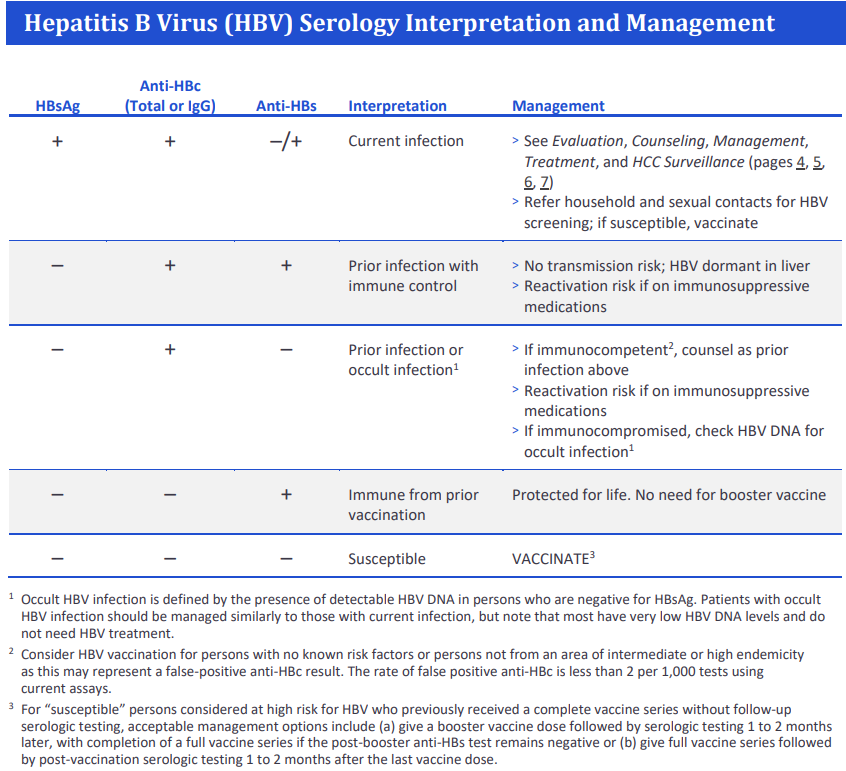 Hepatitis B Virus (HBV) Serology Interpretation and Management
HBsAg
Anti-HBc
(Total or IgG)
Anti-HBs
Interpretation
Management
+
+
−/+
Current infection
> See Evaluation, Counseling, Management,
Treatment, and HCC Surveillance (pages 4, 5,
6, 7)
> Refer household and sexual contacts for HBV
screening; if susceptible, vaccinate
−
+
+
Prior infection with
immune control
> No transmission risk; HBV dormant in liver
> Reactivation risk if on immunosuppressive
medications
−
+
−
Prior infection or
occult infection¹
> If immunocompetent², counsel as prior
infection above
> Reactivation risk if on immunosuppressive
medications
> If immunocompromised, check HBV DNA for
occult infection¹
−
−
+
Immune from prior
vaccination
Protected for life. No need for booster vaccine
−
−
−
Susceptible
VACCINATE³
¹ Occult HBV infection is defined by the presence of detectable HBV DNA in persons who are negative for HBsAg. Patients with occult
HBV infection should be managed similarly to those with current infection, but note that most have very low HBV DNA levels and do
not need HBV treatment.
² Consider HBV vaccination for persons with no known risk factors or persons not from an area of intermediate or high endemicity
as this may represent a false-positive anti-HBc result. The rate of false positive anti-HBc is less than 2 per 1,000 tests using
current assays.
³ For “susceptible” persons considered at high risk for HBV who previously received a complete vaccine series without follow-up
serologic testing, acceptable management options include (a) give a booster vaccine dose followed by serologic testing 1 to 2 months
later, with completion of a full vaccine series if the post-booster anti-HBs test remains negative or (b) give full vaccine series followed
by post-vaccination serologic testing 1 to 2 months after the last vaccine dose.